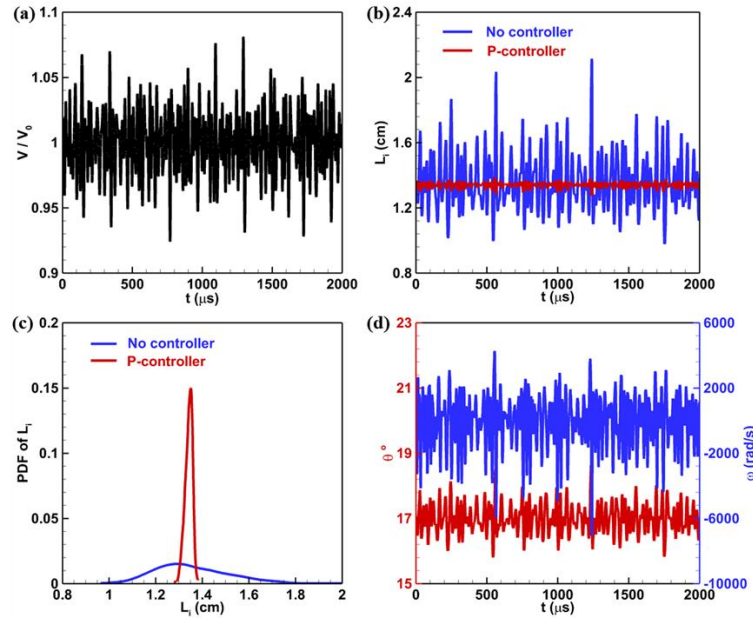 (a)
1.1
1.05
1
0.95
0.9
V / V₀
0 500 1000 1500 2000
t (μs)
(b)
2.4
2
1.6
1.2
0.8
Lᵢ (cm)
No controller
P-controller
0 500 1000 1500 2000
t (μs)
(c)
0.2
0.15
0.1
0.05
0
PDF of Lᵢ
No controller
P-controller
0.8 1 1.2 1.4 1.6 1.8 2
Lᵢ (cm)
(d)
23
21
19
17
15
θ °
6000
2000
-2000
-6000
-10000
ω (rad/s)
0 500 1000 1500 2000
t (μs)